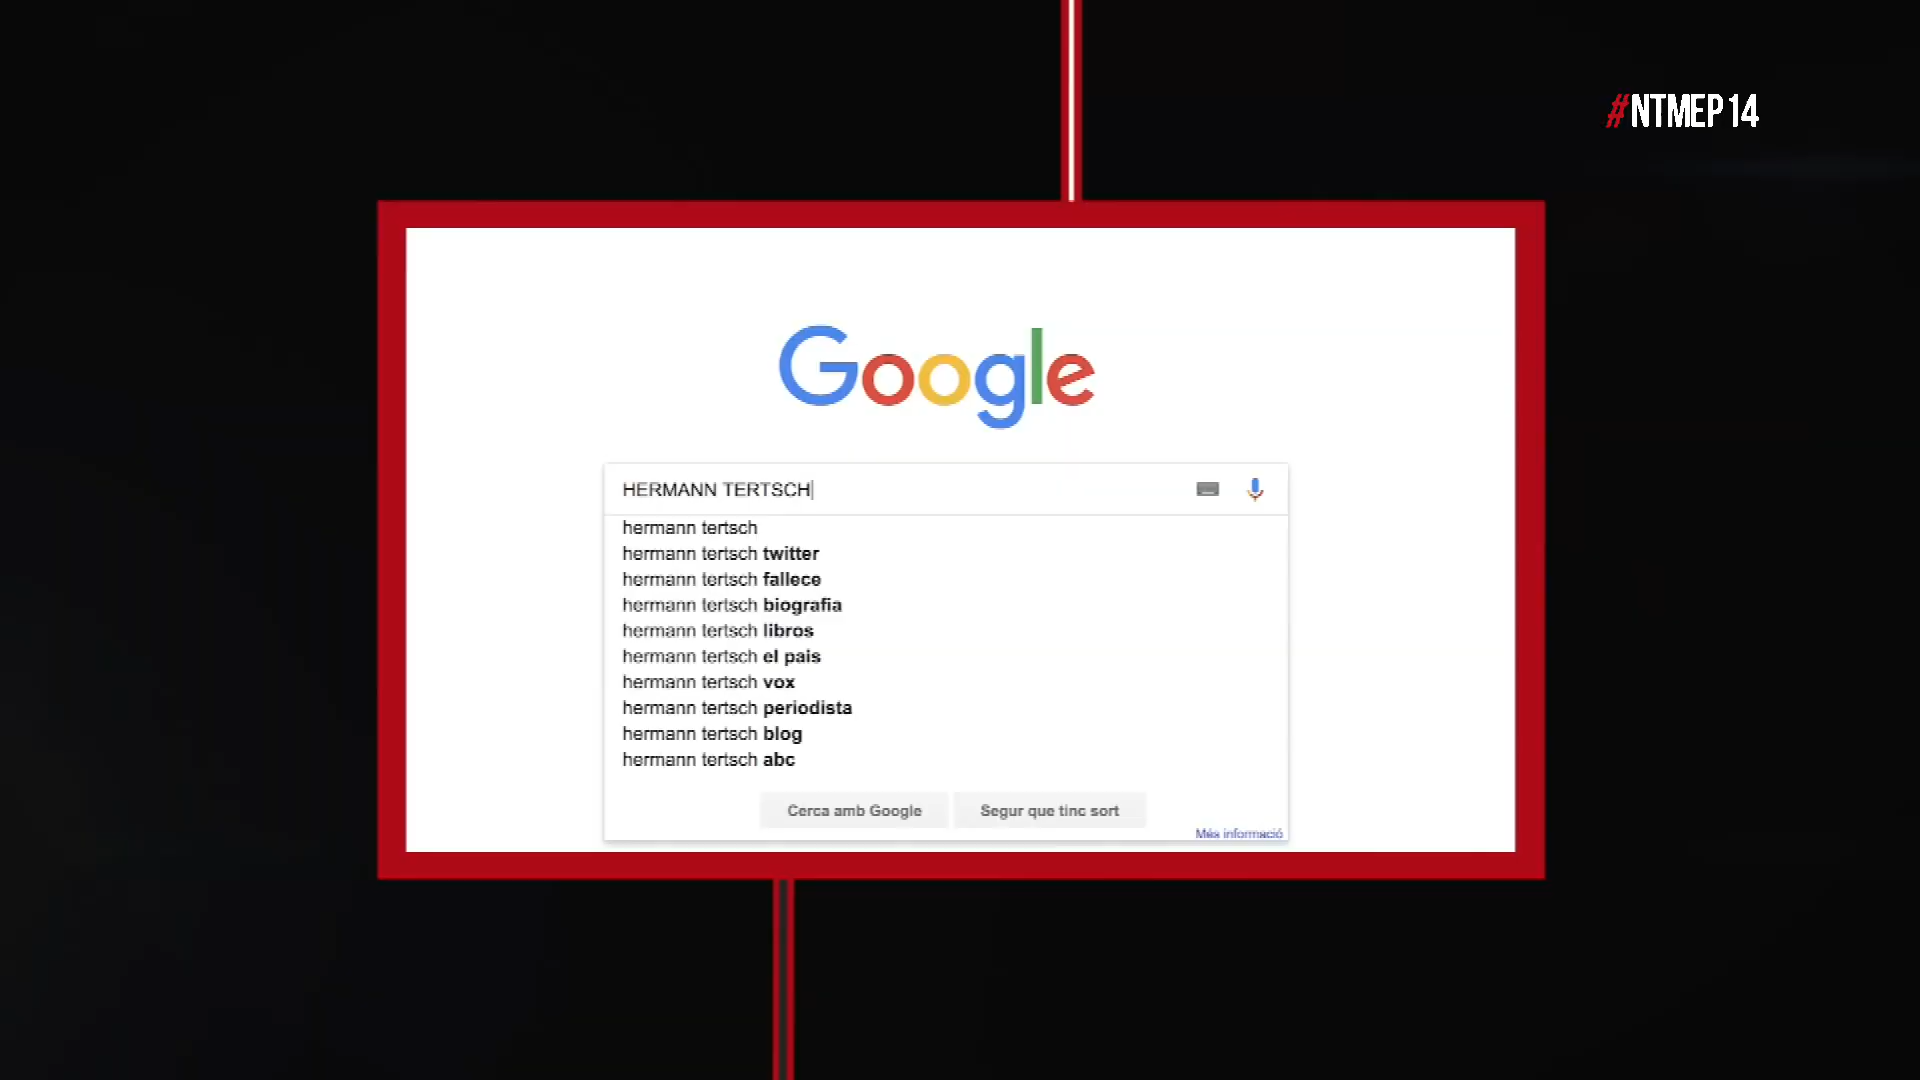 #NTMEP14
Google
HERMANN TERTSCH
hermann tertsch
hermann tertsch twitter
hermann tertsch fallece
hermann tertsch biografia
hermann tertsch libros
hermann tertsch el pais
hermann tertsch vox
hermann tertsch periodista
hermann tertsch blog
hermann tertsch abc
Cerca amb Google Segur que tinc sort
Més informació